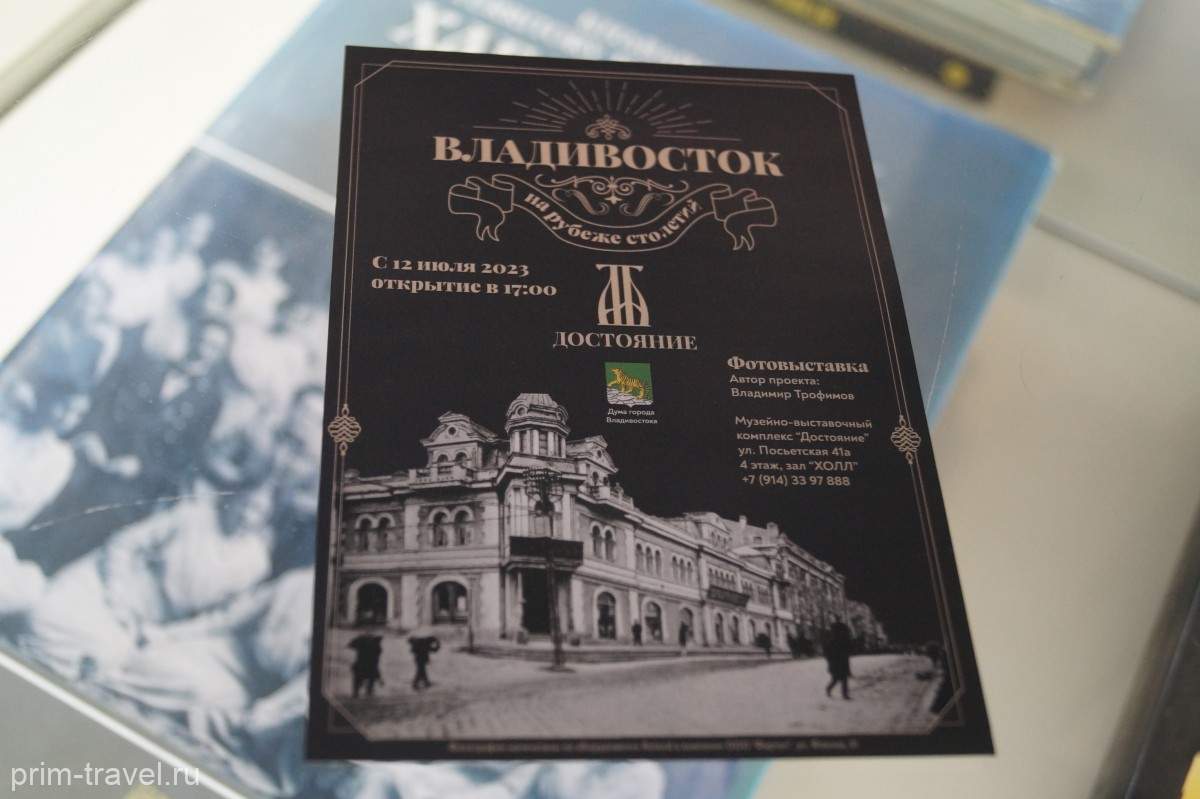 ВЛАДИВОСТОК
на рубеже столетий
С 12 июля 2023
открытие в 17:00
ДОСТОЯНИЕ
Дума города
Владивостока
Фотовыставка
Автор проекта:
Владимир Трофимов
Музейно-выставочный
комплекс "Достояние"
ул. Посьетская 41а
4 этаж, зал "ХОЛЛ"
+7 (914) 33 97 888
prim-travel.ru